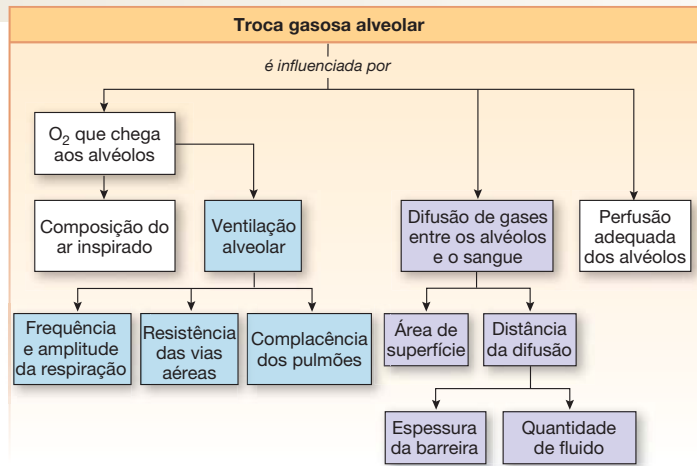 Troca gasosa alveolar
é influenciada por
O₂ que chega
aos alvéolos
Composição do
ar inspirado
Ventilação
alveolar
Difusão de gases
entre os alvéolos
e o sangue
Perfusão
adequada
dos alvéolos
Frequência
e amplitude
da respiração
Resistência
das vias
aéreas
Complacência
dos pulmões
Área de
superfície
Distância
da difusão
Espessura
da barreira
Quantidade
de fluido